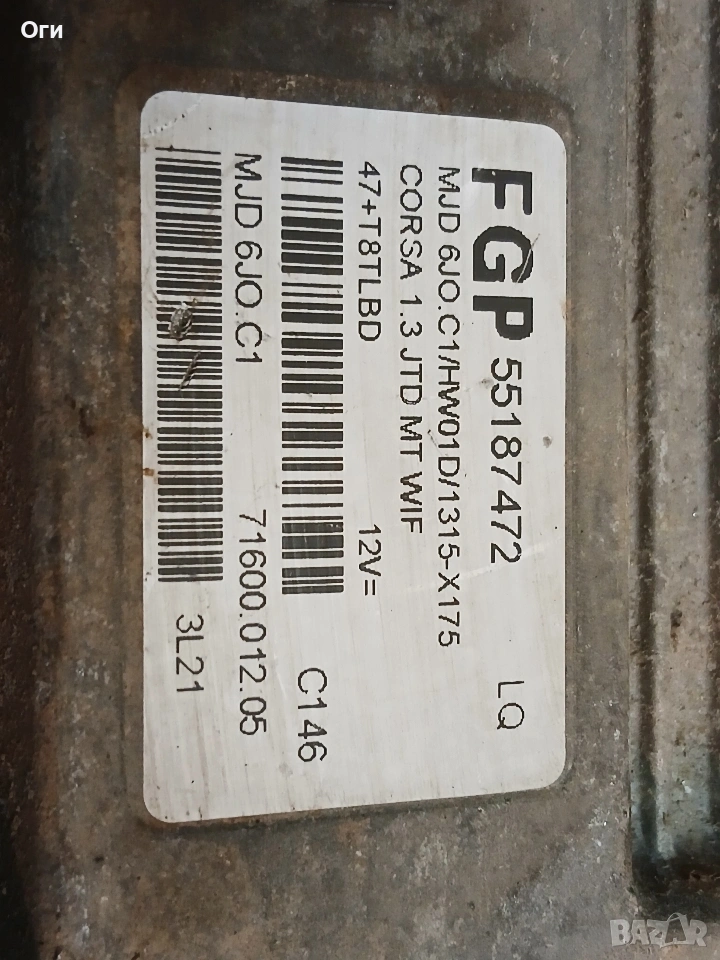 Оги
FGP 55187472 LQ
MJD 6JO.C1/HW01D/1315-X175
CORSA 1.3 JTD MT WIF
47+T8TLBD 12V=
C146
MJD 6JO.C1 71600.012.05
3L21
BAZAR